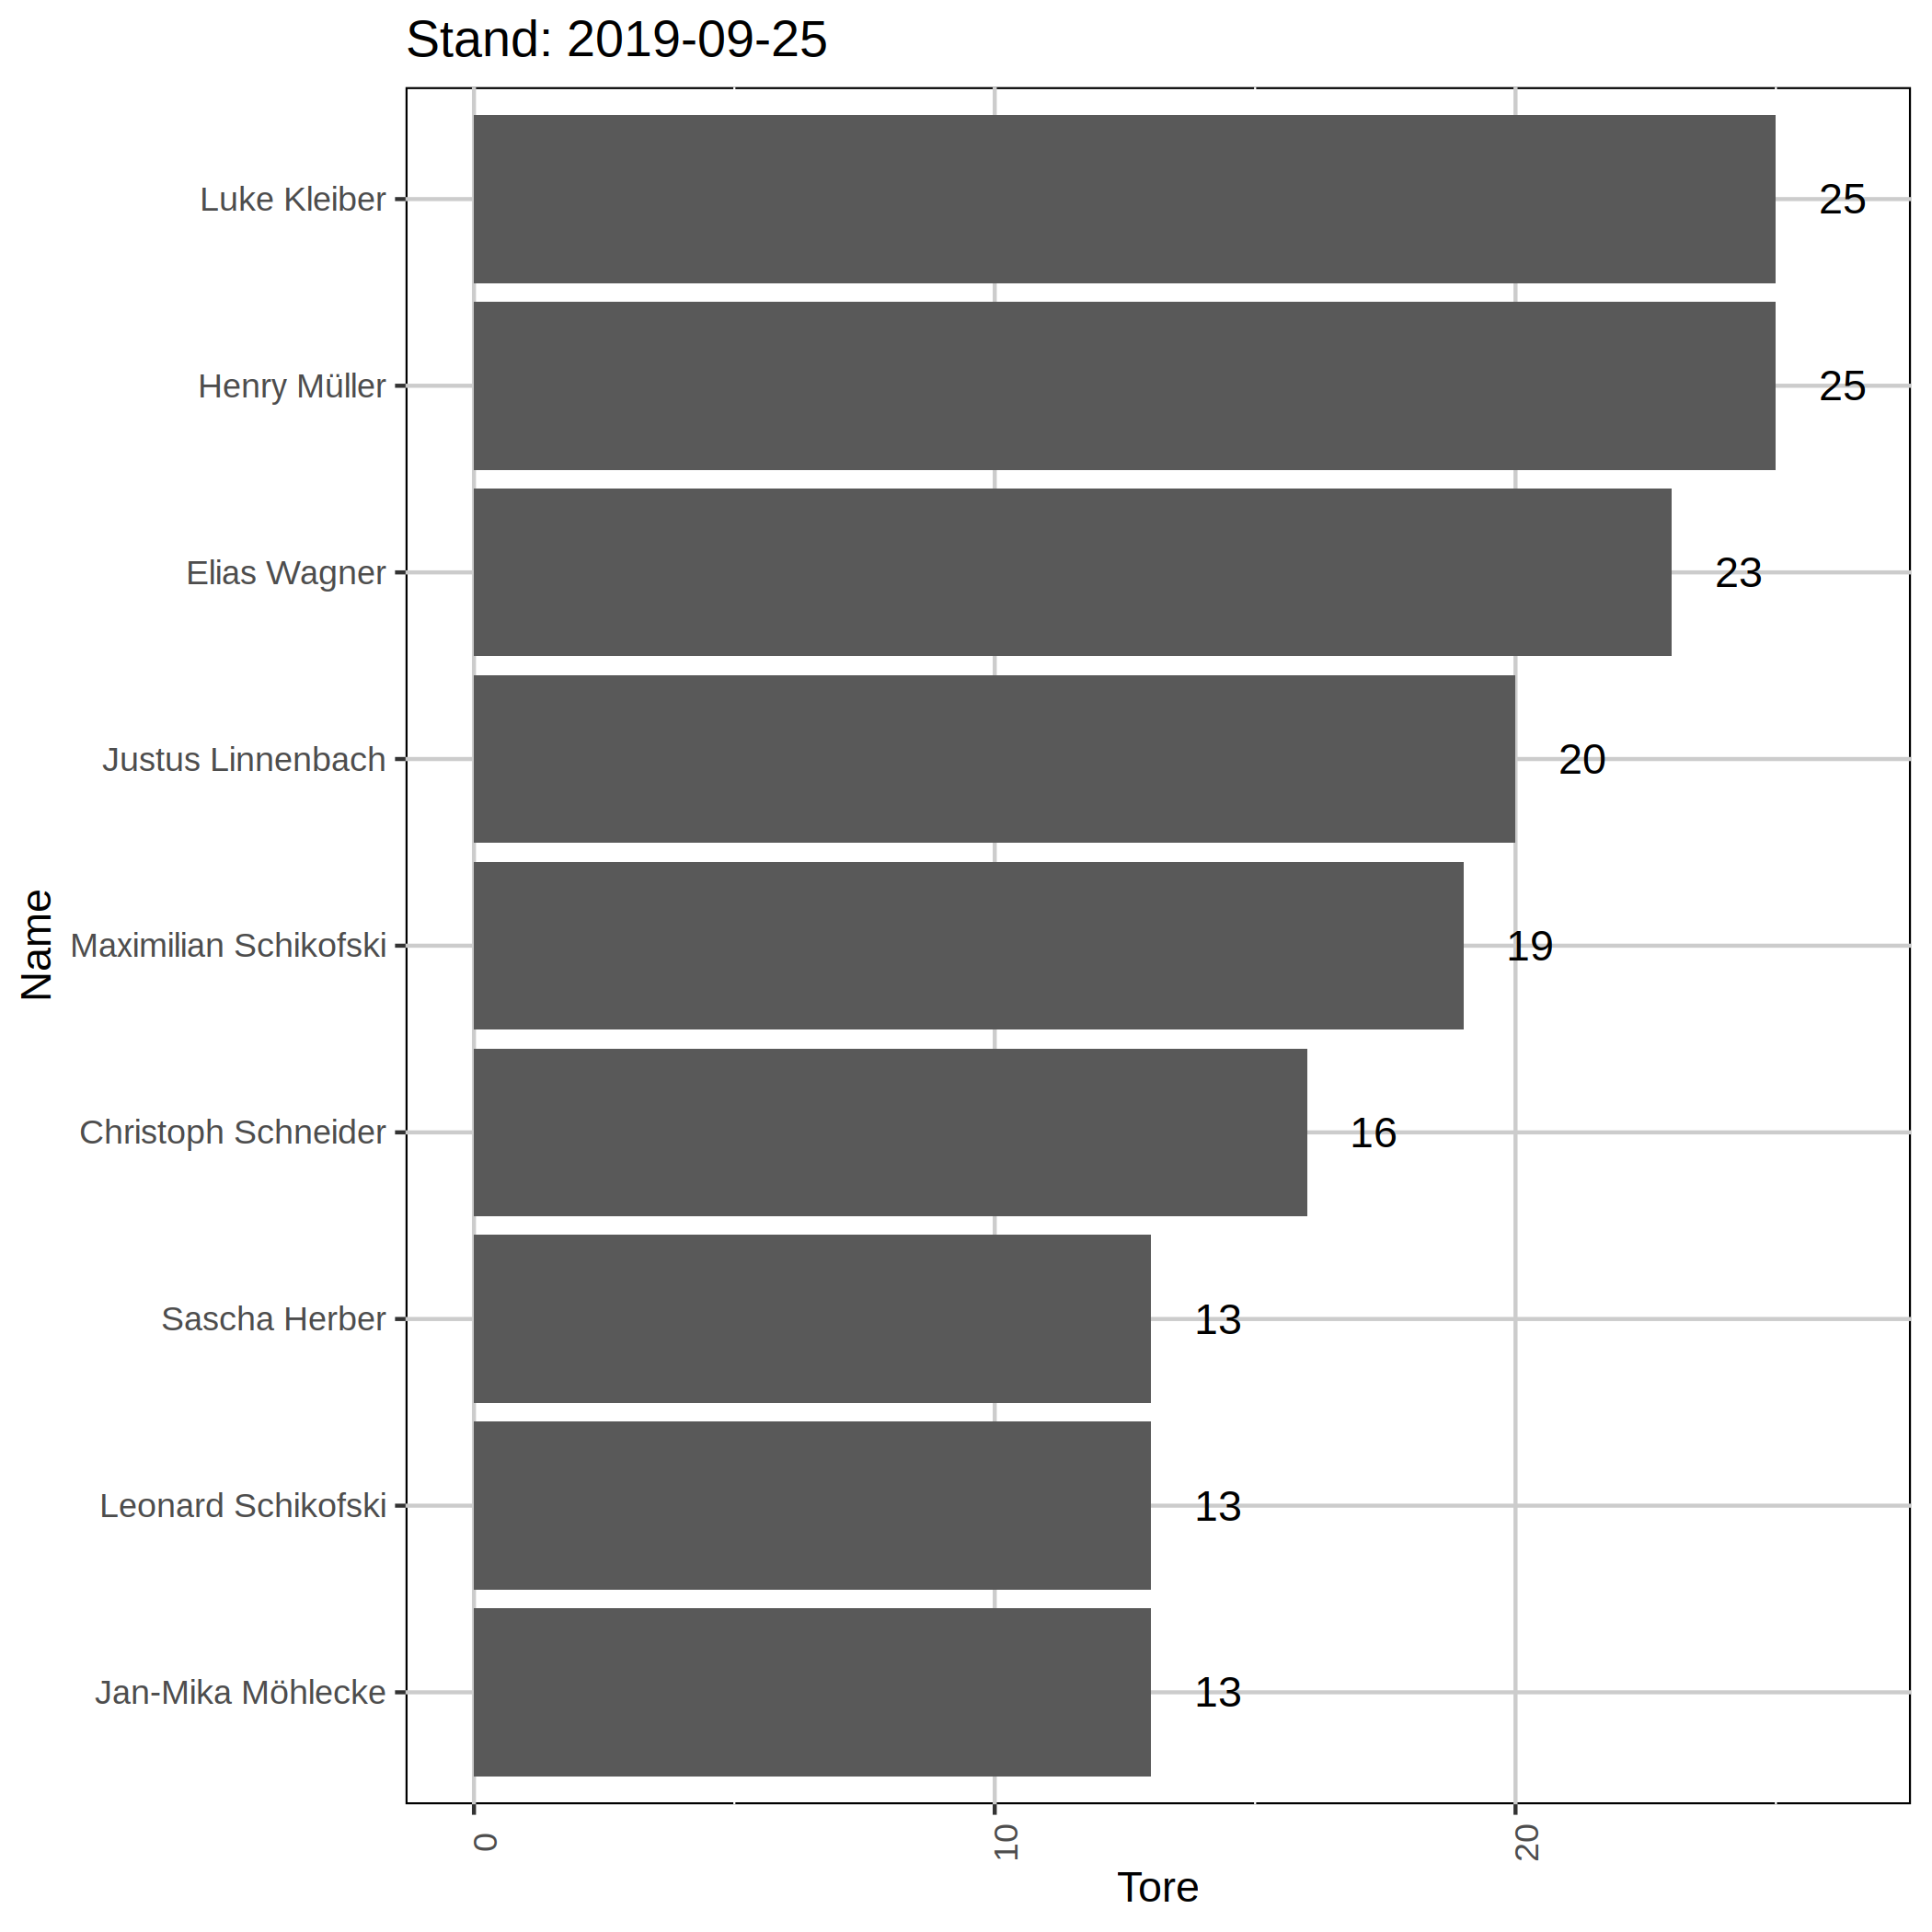 Stand: 2019-09-25
Luke Kleiber 25
Henry Müller 25
Elias Wagner 23
Justus Linnenbach 20
Maximilian Schikofski 19
Christoph Schneider 16
Sascha Herber 13
Leonard Schikofski 13
Jan-Mika Möhlecke 13
Name
0 10 20
Tore